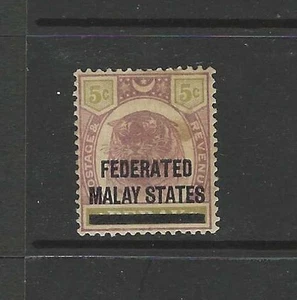 5c 5c
POSTAGE & REVENUE
FEDERATED
MALAY STATES